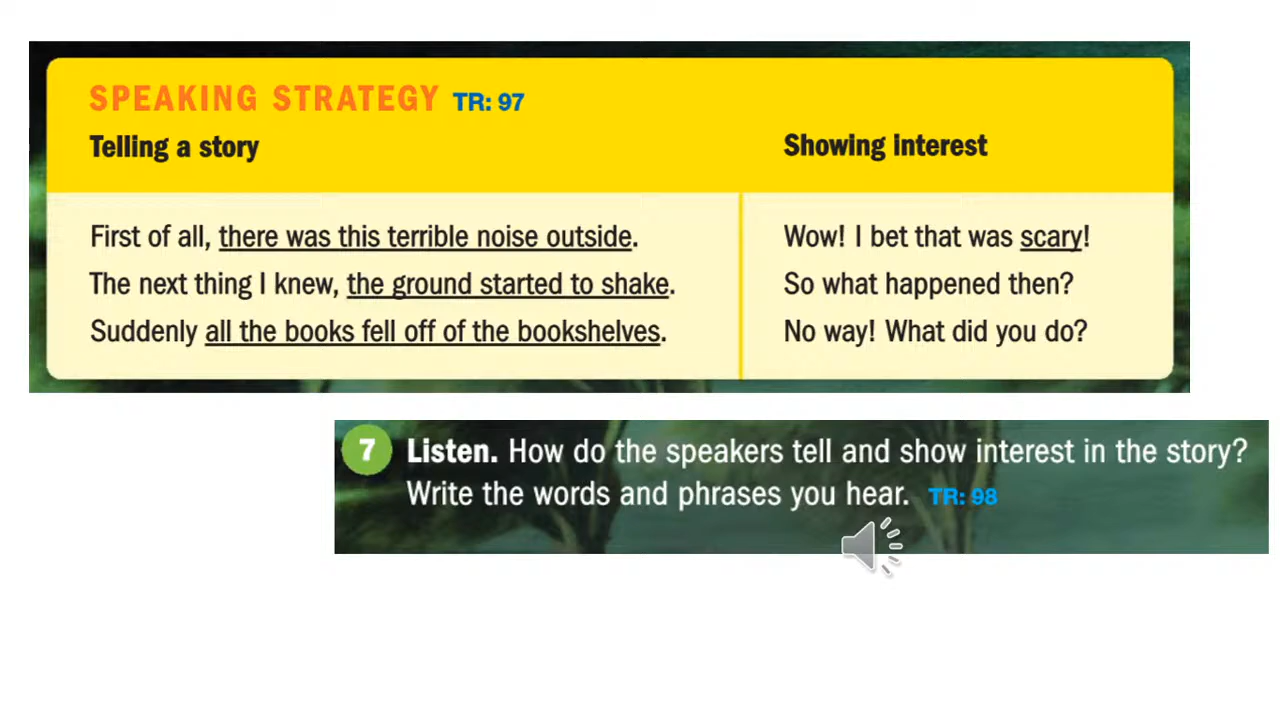 SPEAKING STRATEGY TR: 97
Telling a story
Showing interest
First of all, there was this terrible noise outside.
The next thing I knew, the ground started to shake.
Suddenly all the books fell off of the bookshelves.
Wow! I bet that was scary!
So what happened then?
No way! What did you do?
7 Listen. How do the speakers tell and show interest in the story?
Write the words and phrases you hear. TR: 98